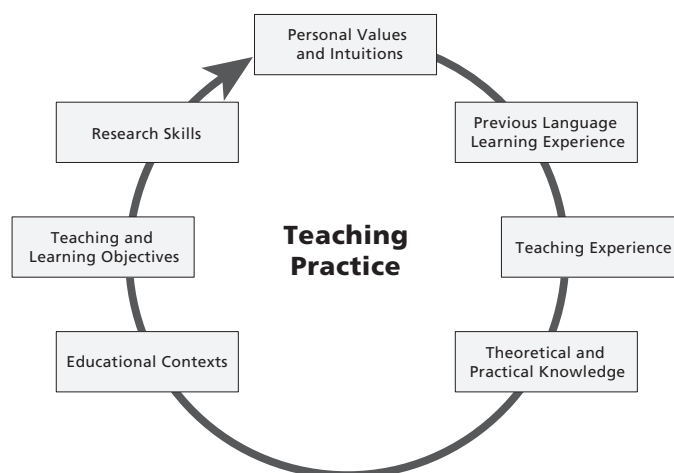 Personal Values
and Intuitions
Previous Language
Learning Experience
Teaching Experience
Theoretical and
Practical Knowledge
Educational Contexts
Teaching and
Learning Objectives
Research Skills
Teaching
Practice